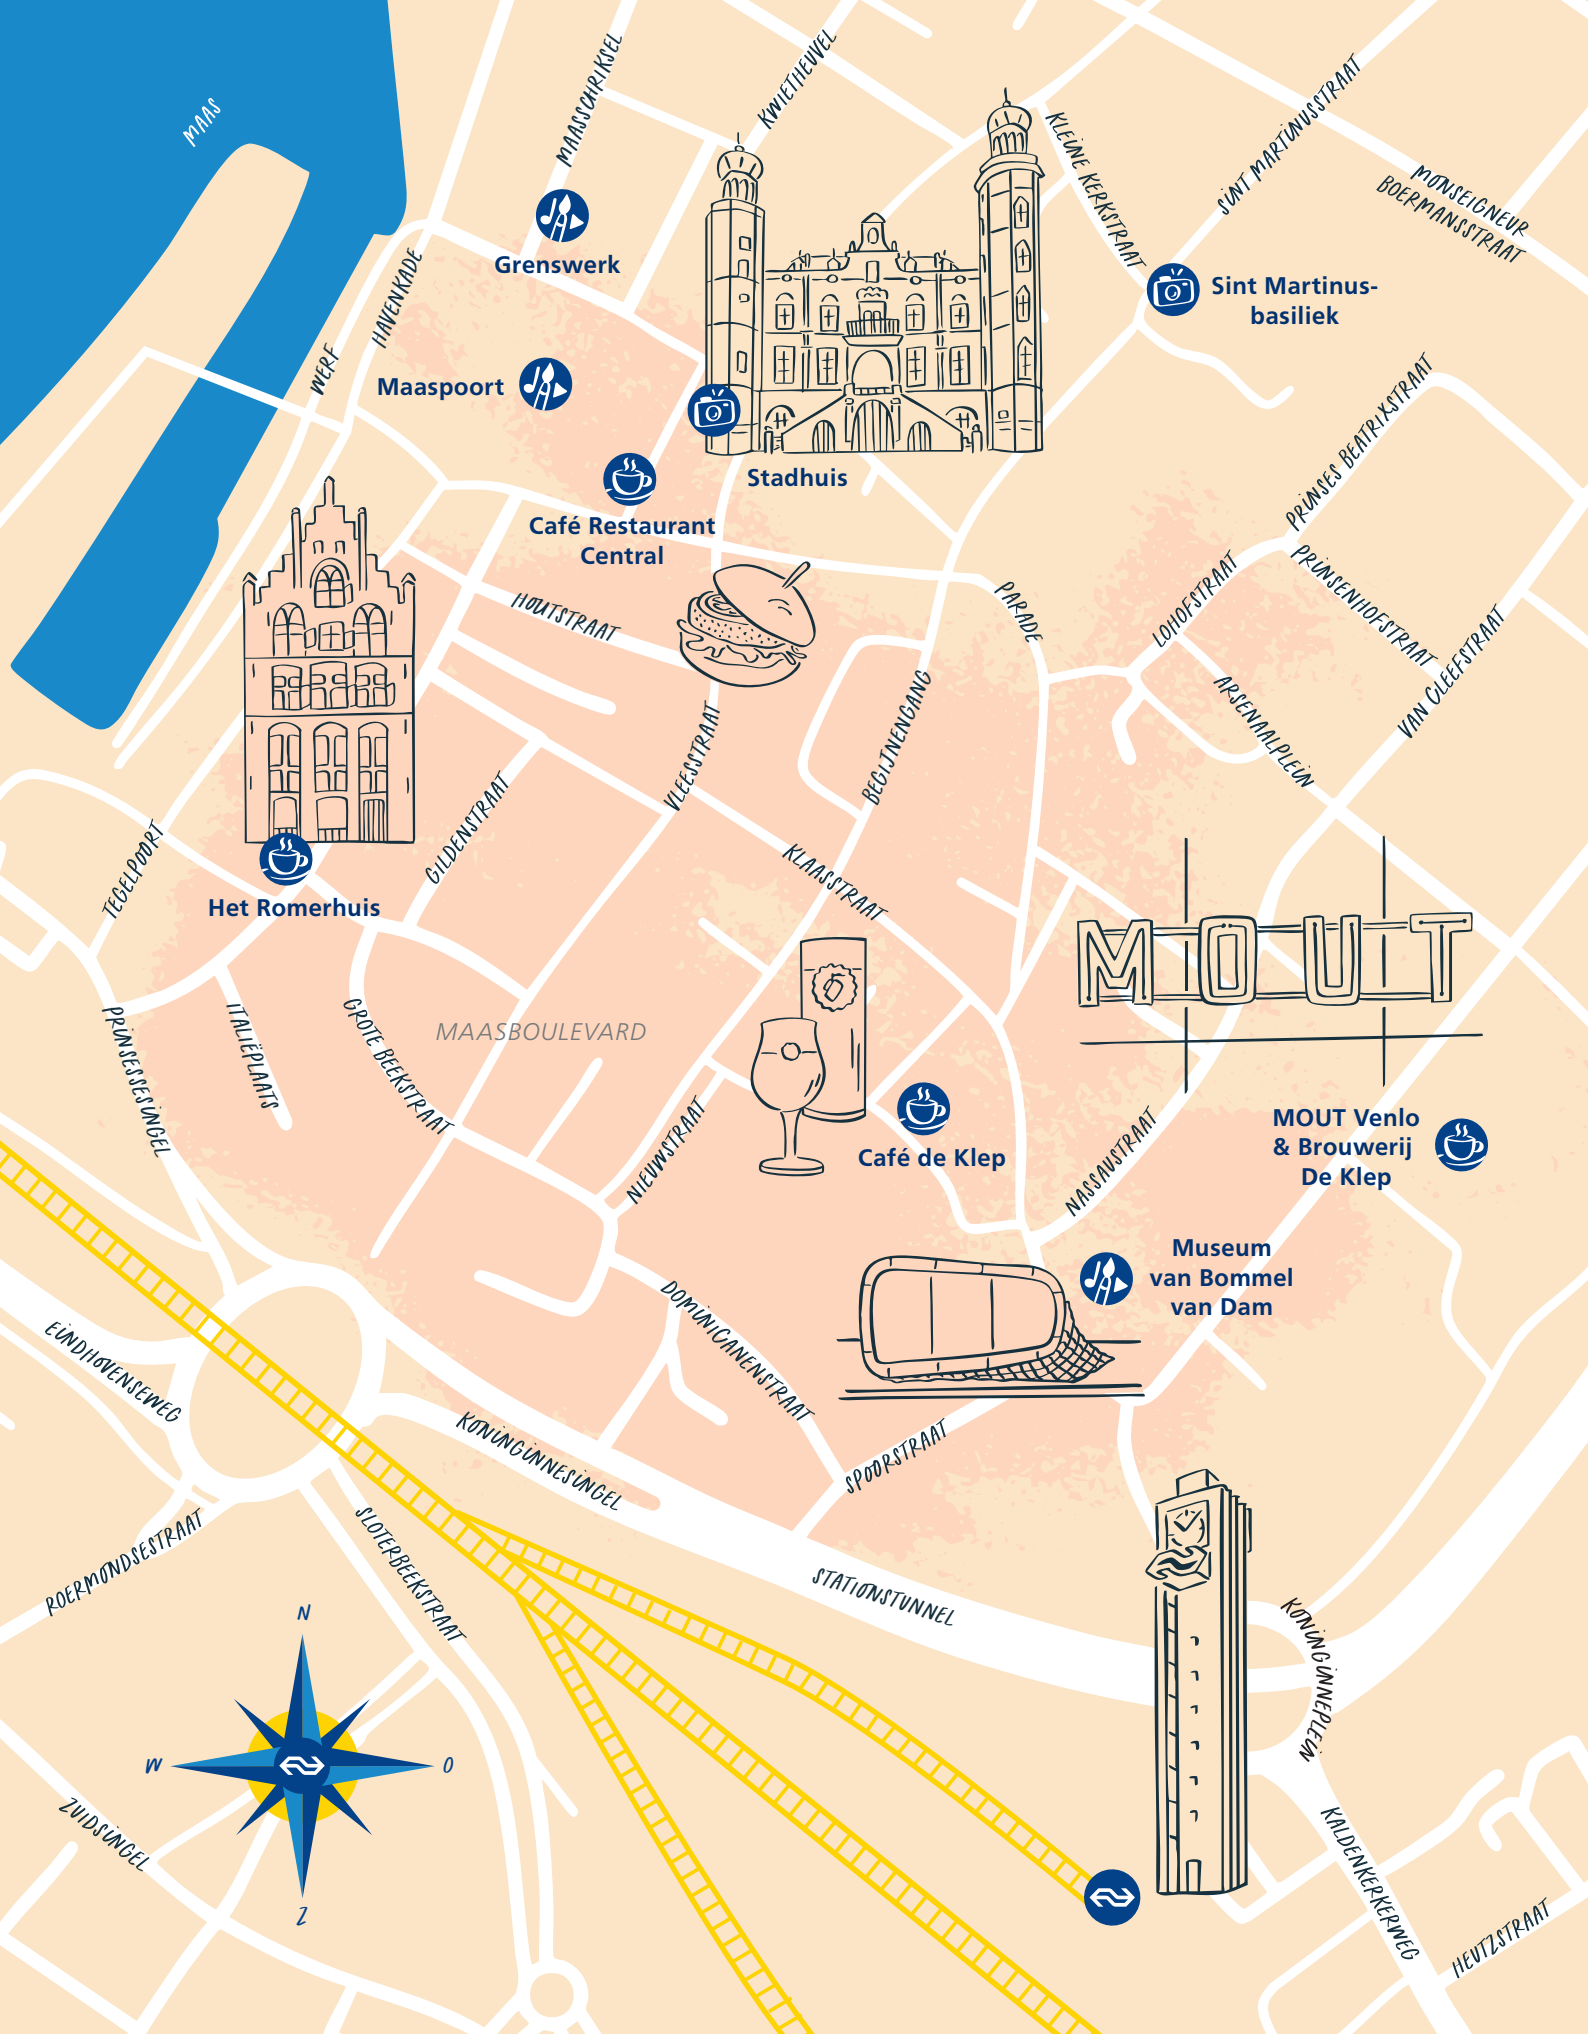 MAAS
MAASSCHRIKSEL
KWIETHEUVEL
KLEINE KERKSTRAAT
SINT MARTINUSSTRAAT
MONSEIGNEUR
BOERMANSSTRAAT
Grenswerk
HAVENKADE
Sint Martinus-
basiliek
WERF
Maaspoort
Stadhuis
PRINSES BEATRIXSTRAAT
Café Restaurant
Central
HOUTSTRAAT
PARADE
LOHOFSTRAAT
PRINSENHOFSTRAAT
VAN CLEEFSTRAAT
ARSENAALPLEIN
VLEESSTRAAT
BEGIJNENGANG
GILDENSTRAAT
TEGELPOORT
KLAASSTRAAT
Het Romerhuis
MOUT
PRINSESSESINGEL
ITALIËPLAATS
GROTE BEEKSTRAAT
MAASBOULEVARD
NIEUWSTRAAT
Café de Klep
NASSAUSTRAAT
MOUT Venlo
& Brouwerij
De Klep
Museum
van Bommel
van Dam
EINDHOVENSEWEG
DOMINICANENSTRAAT
KONINGINNESINGEL
SPOORSTRAAT
ROERMONDSESTRAAT
SLOTERBEEKSTRAAT
STATIONSTUNNEL
KONINGINNEPLEIN
N
W
O
Z
ZUIDSINGEL
KALDENKERKERWEG
HEUTZSTRAAT